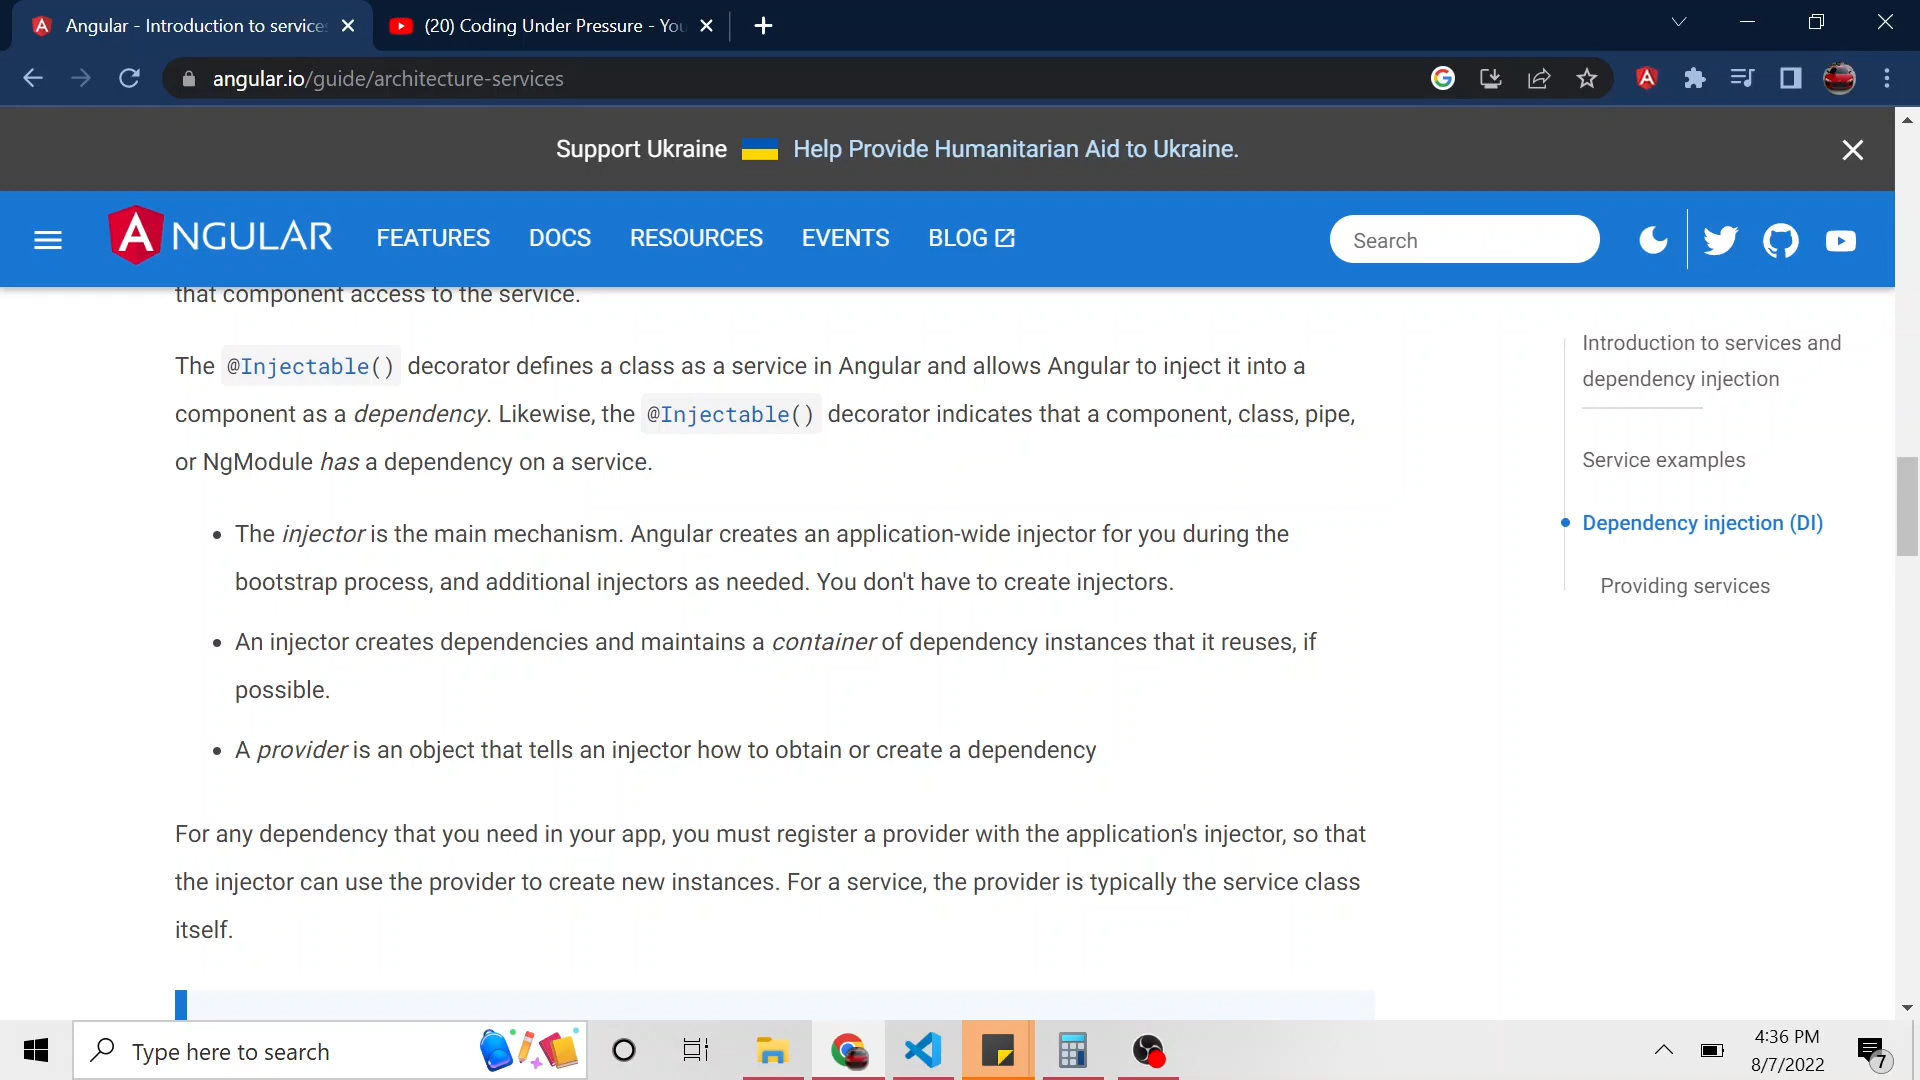 Angular - Introduction to service
(20) Coding Under Pressure - You
angular.io/guide/architecture-services
Support Ukraine Help Provide Humanitarian Aid to Ukraine.
ANGULAR FEATURES DOCS RESOURCES EVENTS BLOG Search
that component access to the service.
The @Injectable() decorator defines a class as a service in Angular and allows Angular to inject it into a
component as a dependency. Likewise, the @Injectable() decorator indicates that a component, class, pipe,
or NgModule has a dependency on a service.
• The injector is the main mechanism. Angular creates an application-wide injector for you during the
bootstrap process, and additional injectors as needed. You don't have to create injectors.
• An injector creates dependencies and maintains a container of dependency instances that it reuses, if
possible.
• A provider is an object that tells an injector how to obtain or create a dependency
For any dependency that you need in your app, you must register a provider with the application's injector, so that
the injector can use the provider to create new instances. For a service, the provider is typically the service class
itself.
Introduction to services and
dependency injection
Service examples
Dependency injection (DI)
Providing services
Type here to search
4:36 PM
8/7/2022
7